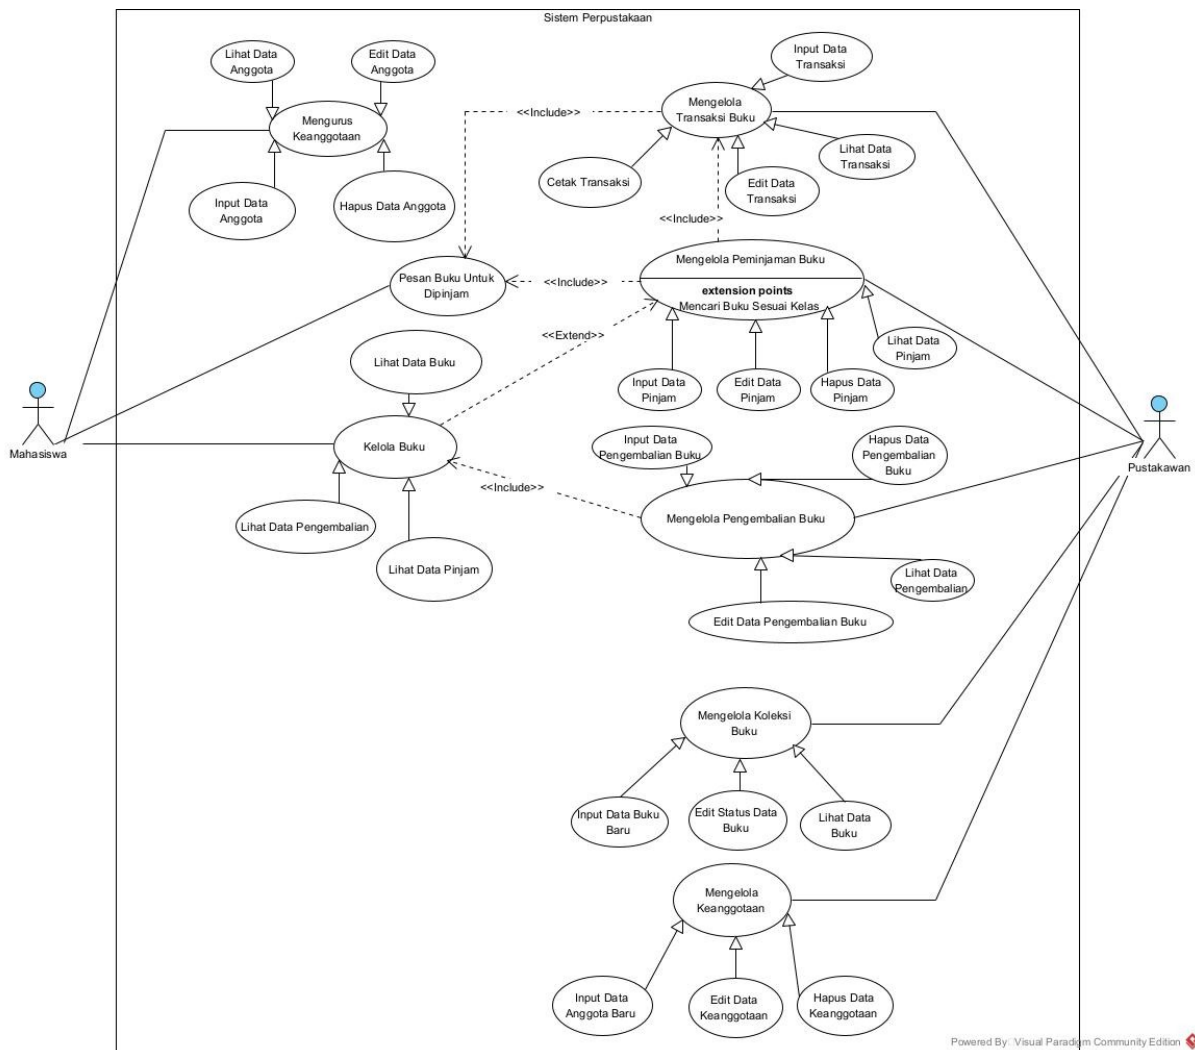 Sistem Perpustakaan
Lihat Data
Anggota
Edit Data
Anggota
Mengurus
Keanggotaan
Input Data
Anggota
Hapus Data Anggota
Input Data
Transaksi
Mengelola
Transaksi Buku
<<Include>>
Lihat Data
Transaksi
Cetak Transaksi
Edit Data
Transaksi
<<Include>>
Mengelola Peminjaman Buku
extension points
Mencari Buku Sesuai Kelas
Pesan Buku Untuk
Dipinjam
<<Include>>
<<Extend>>
Lihat Data
Pinjam
Input Data
Pinjam
Edit Data
Pinjam
Hapus Data
Pinjam
Lihat Data Buku
Mahasiswa
Kelola Buku
Pustakawan
Input Data
Pengembalian Buku
Hapus Data
Pengembalian
Buku
<<Include>>
Mengelola Pengembalian Buku
Lihat Data Pengembalian
Lihat Data Pinjam
Lihat Data
Pengembalian
Edit Data Pengembalian Buku
Mengelola Koleksi
Buku
Input Data Buku
Baru
Edit Status Data
Buku
Lihat Data
Buku
Mengelola
Keanggotaan
Input Data
Anggota Baru
Edit Data
Keanggotaan
Hapus Data
Keanggotaan
Powered By Visual Paradigm Community Edition